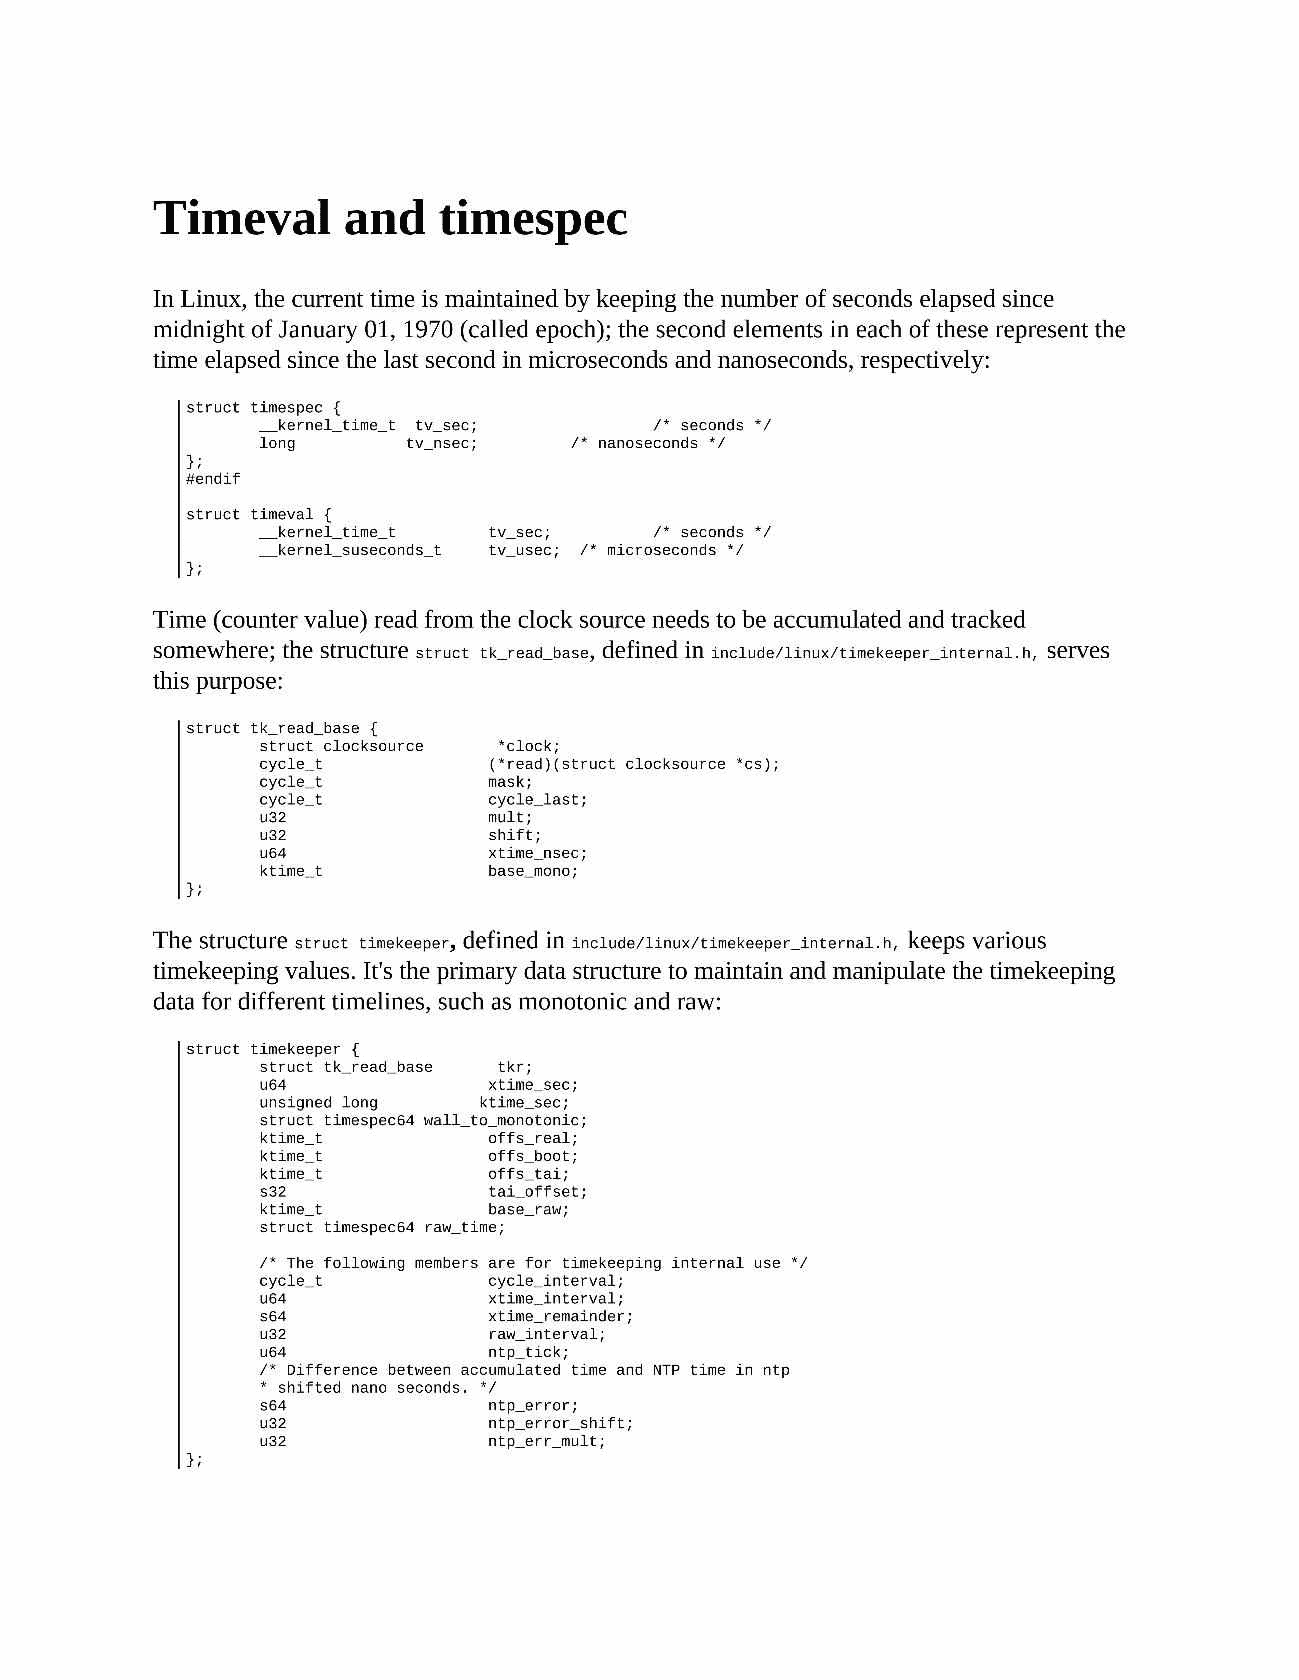 Timeval and timespec
In Linux, the current time is maintained by keeping the number of seconds elapsed since
midnight of January 01, 1970 (called epoch); the second elements in each of these represent the
time elapsed since the last second in microseconds and nanoseconds, respectively:
struct timespec {
        __kernel_time_t  tv_sec;                   /* seconds */
        long            tv_nsec;          /* nanoseconds */
};
#endif
struct timeval {
        __kernel_time_t          tv_sec;           /* seconds */
        __kernel_suseconds_t     tv_usec;  /* microseconds */
};
Time (counter value) read from the clock source needs to be accumulated and tracked
somewhere; the structure struct tk_read_base, defined in include/linux/timekeeper_internal.h, serves
this purpose:
struct tk_read_base {
        struct clocksource        *clock;
        cycle_t                  (*read)(struct clocksource *cs);
        cycle_t                  mask;
        cycle_t                  cycle_last;
        u32                      mult;
        u32                      shift;
        u64                      xtime_nsec;
        ktime_t                  base_mono;
};
The structure struct timekeeper, defined in include/linux/timekeeper_internal.h, keeps various
timekeeping values. It's the primary data structure to maintain and manipulate the timekeeping
data for different timelines, such as monotonic and raw:
struct timekeeper {
        struct tk_read_base       tkr;
        u64                      xtime_sec;
        unsigned long           ktime_sec;
        struct timespec64 wall_to_monotonic;
        ktime_t                  offs_real;
        ktime_t                  offs_boot;
        ktime_t                  offs_tai;
        s32                      tai_offset;
        ktime_t                  base_raw;
        struct timespec64 raw_time;
        /* The following members are for timekeeping internal use */
        cycle_t                  cycle_interval;
        u64                      xtime_interval;
        s64                      xtime_remainder;
        u32                      raw_interval;
        u64                      ntp_tick;
        /* Difference between accumulated time and NTP time in ntp
        * shifted nano seconds. */
        s64                      ntp_error;
        u32                      ntp_error_shift;
        u32                      ntp_err_mult;
};